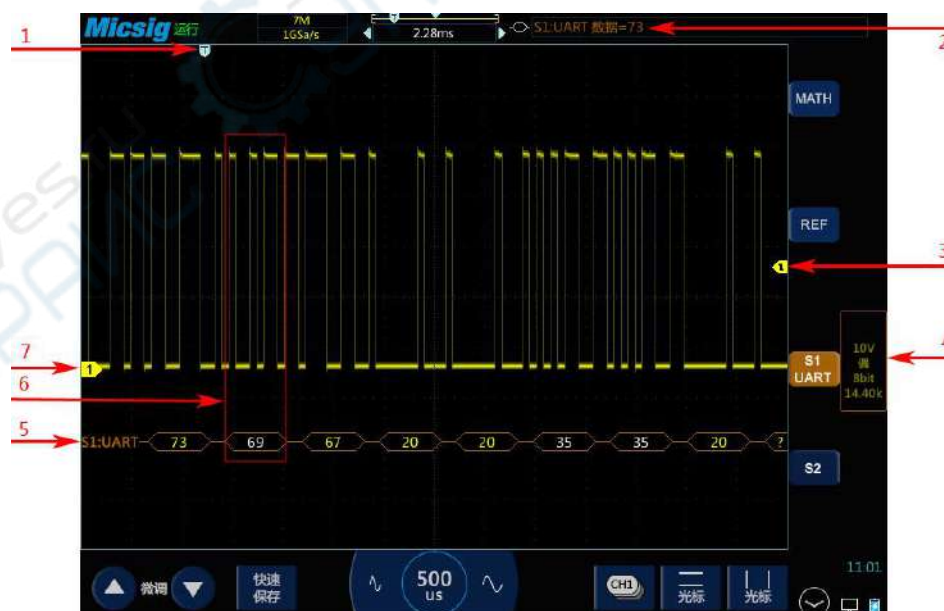 Micsig 运行
7M
1GSa/s
2.28ms
S1:UART 数据=73
1
2
T
T
MATH
REF
3
1
7
1
6
S1
UART
10V
偶
8bit
14.40k
5
S1:UART 73 69 67 20 20 35 35 20 ?
S2
微调
快速
保存
500
us
CH1
光标
光标
11:01